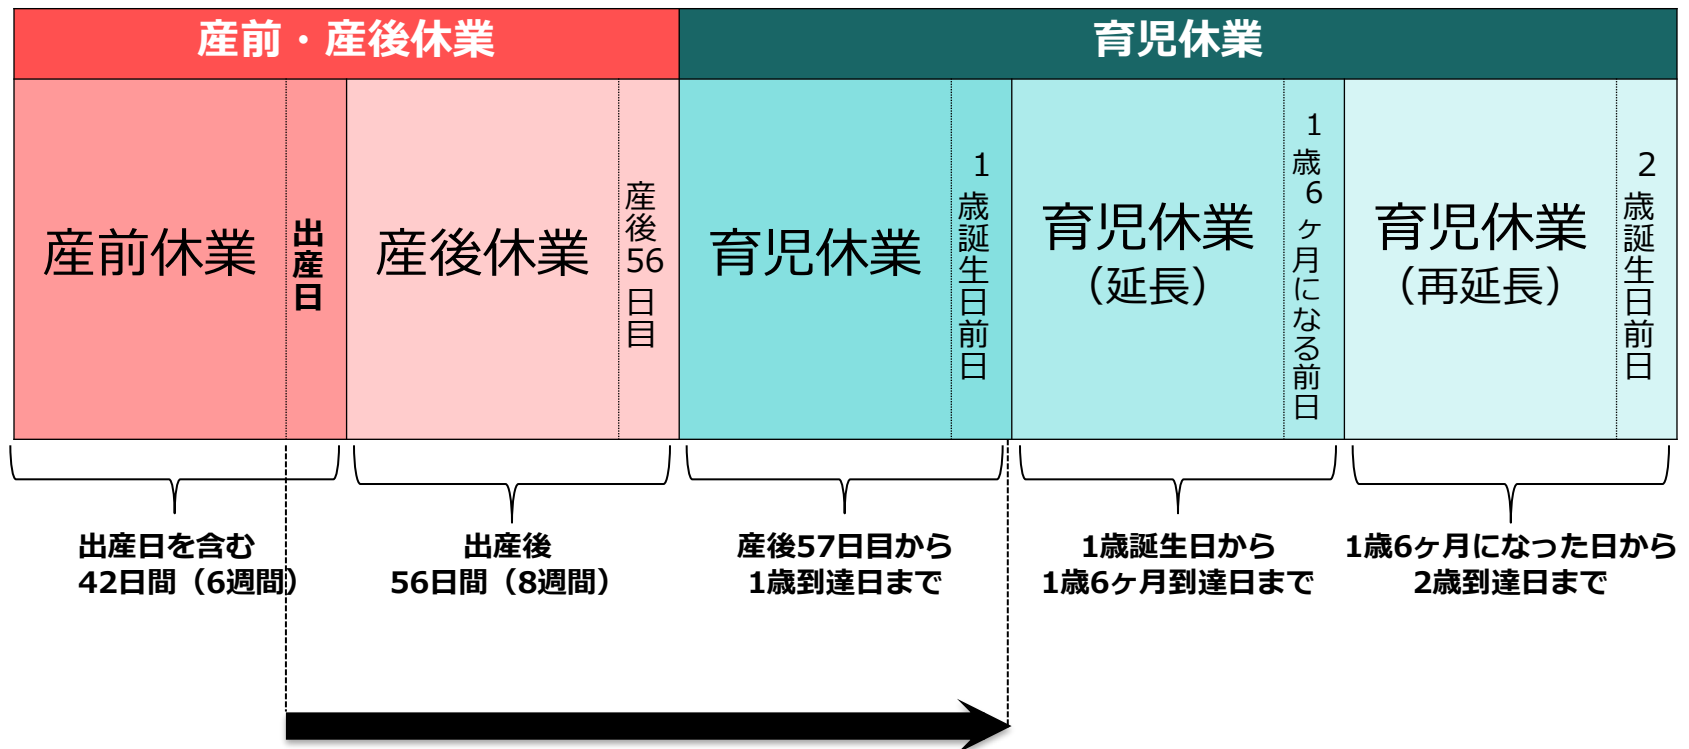 産前・産後休業
育児休業
産前休業
出産日
産後休業
産後56日目
育児休業
1歳誕生日前日
育児休業
（延長）
1歳6ヶ月になる前日
育児休業
（再延長）
2歳誕生日前日
出産日を含む
42日間（6週間）
出産後
56日間（8週間）
産後57日目から
1歳到達日まで
1歳誕生日から
1歳6ヶ月到達日まで
1歳6ヶ月になった日から
2歳到達日まで